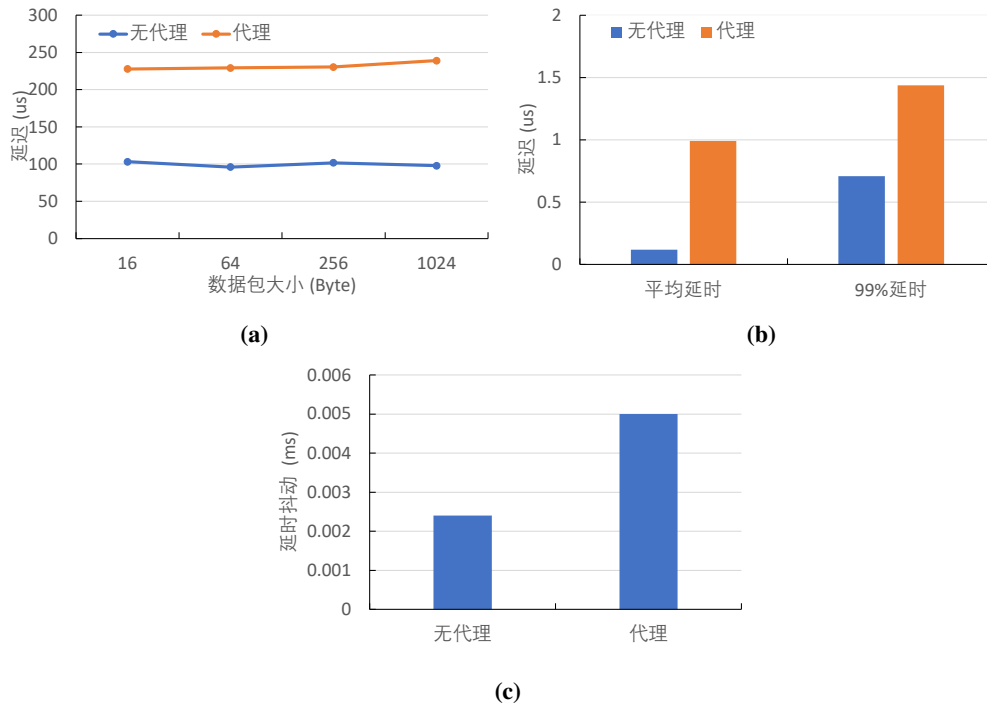 300
250
200
150
100
50
0
延迟 (us)
无代理
代理
16
64
256
1024
数据包大小 (Byte)
(a)
2
1.5
1
0.5
0
延迟 (us)
无代理
代理
平均延时
99%延时
(b)
0.006
0.005
0.004
0.003
0.002
0.001
0
延时抖动 (ms)
无代理
代理
(c)